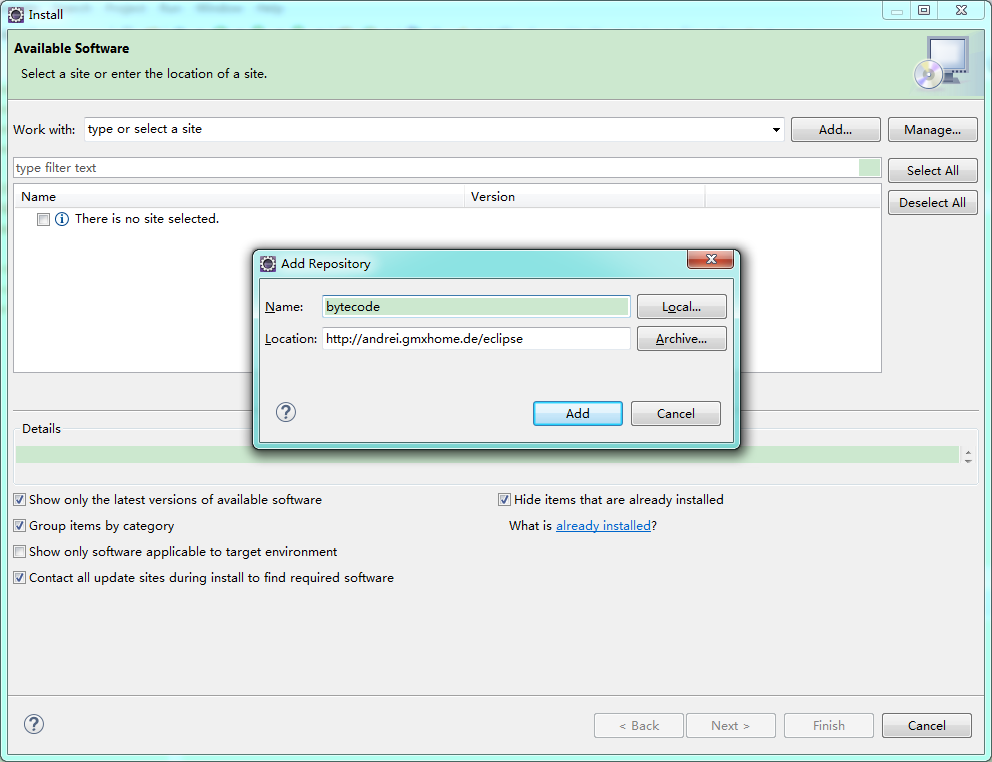 Install
Available Software
Select a site or enter the location of a site.
Work with: type or select a site Add... Manage...
type filter text Select All
Name Version Deselect All
There is no site selected.
Add Repository
Name: bytecode Local...
Location: http://andrei.gmxhome.de/eclipse Archive...
Add Cancel
Details
Show only the latest versions of available software Hide items that are already installed
Group items by category What is already installed?
Show only software applicable to target environment
Contact all update sites during install to find required software
< Back Next > Finish Cancel